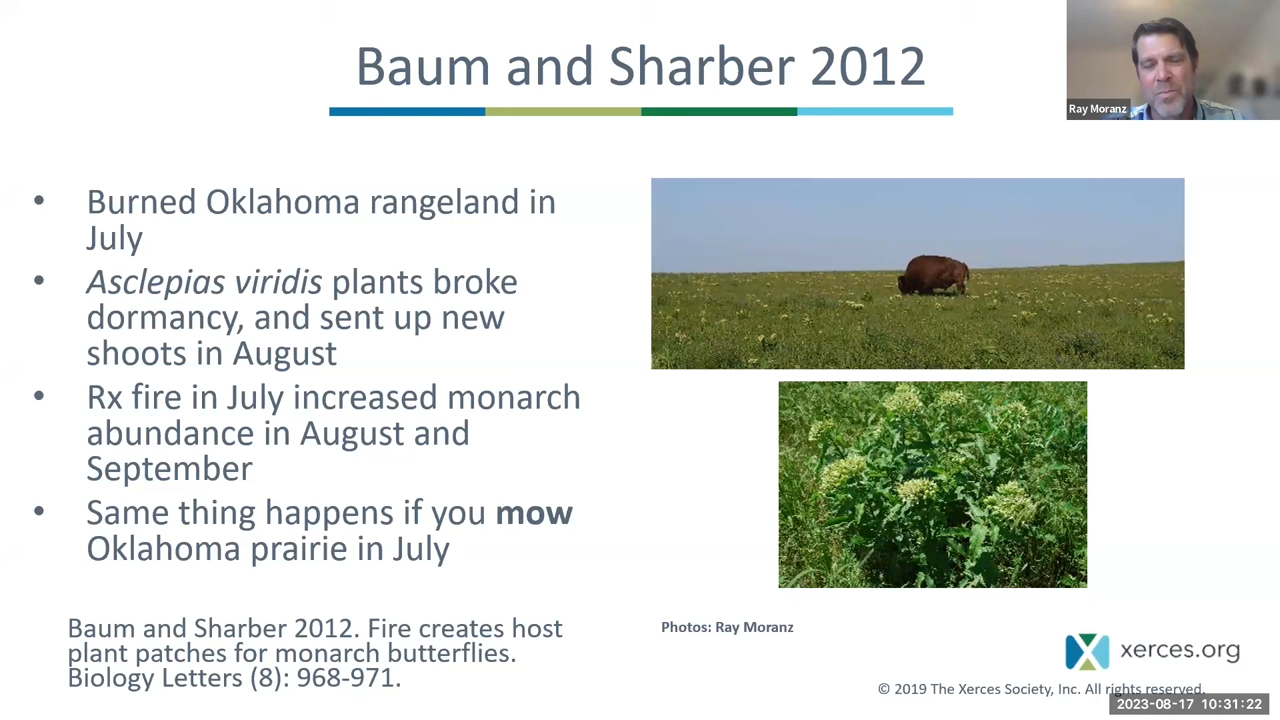 Baum and Sharber 2012
Ray Moranz
• Burned Oklahoma rangeland in
July
• Asclepias viridis plants broke
dormancy, and sent up new
shoots in August
• Rx fire in July increased monarch
abundance in August and
September
• Same thing happens if you mow
Oklahoma prairie in July
Baum and Sharber 2012. Fire creates host
plant patches for monarch butterflies.
Biology Letters (8): 968-971.
Photos: Ray Moranz
xerces.org
© 2019 The Xerces Society, Inc. All rights reserved.
2023-08-17 10:31:22